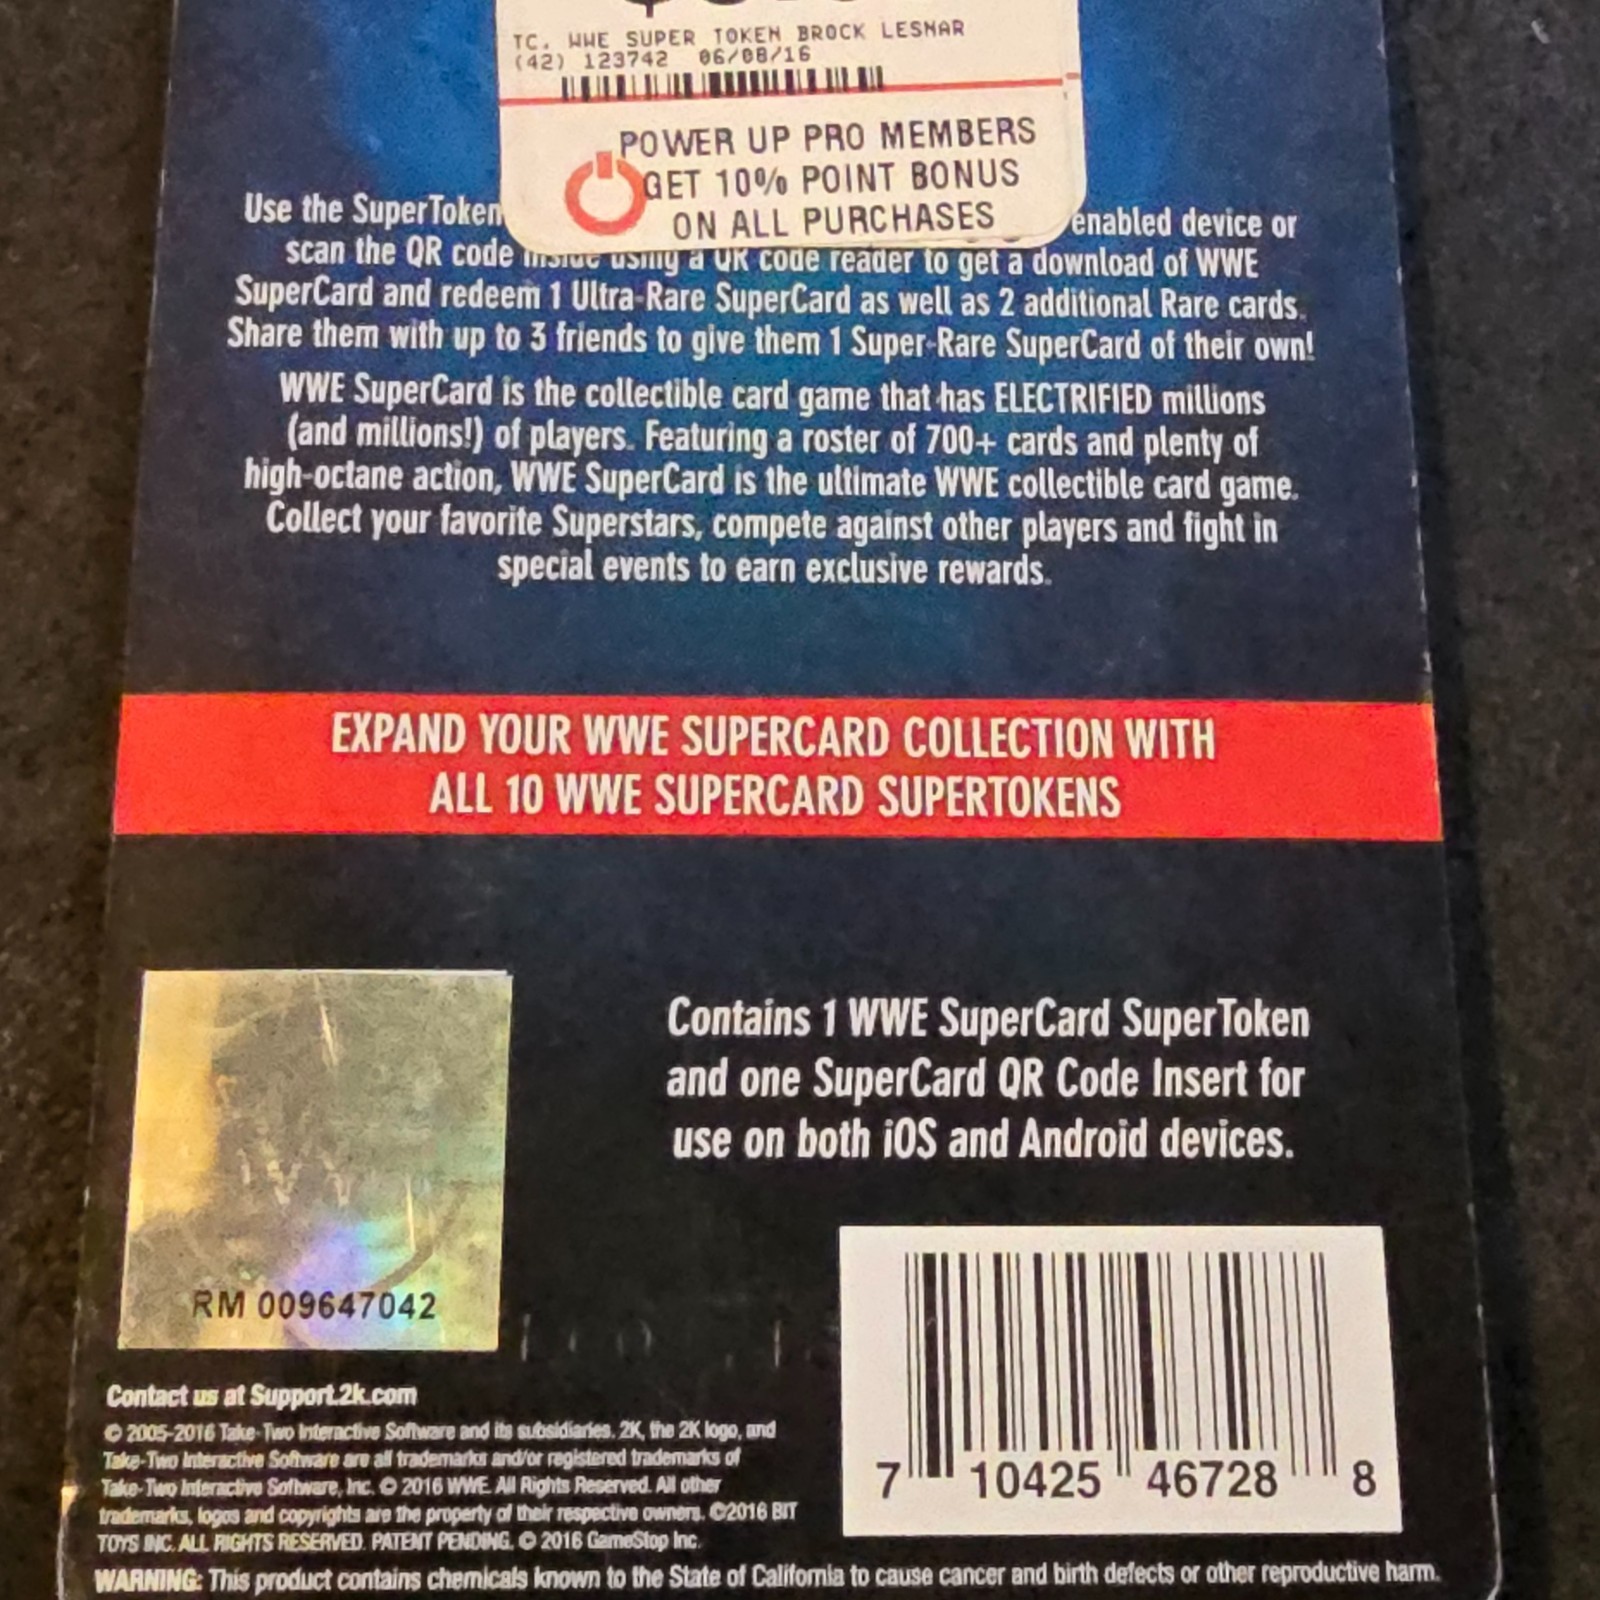 TC. WWE SUPER TOKEN BROCK LESNAR
(42) 123742 06/08/16
POWER UP PRO MEMBERS
GET 10% POINT BONUS
ON ALL PURCHASES
Use the SuperToken enabled device or
scan the QR code inside using a QR code reader to get a download of WWE
SuperCard and redeem 1 Ultra-Rare SuperCard as well as 2 additional Rare cards.
Share them with up to 3 friends to give them 1 Super-Rare SuperCard of their own!
WWE SuperCard is the collectible card game that has ELECTRIFIED millions
(and millions!) of players. Featuring a roster of 700+ cards and plenty of
high-octane action, WWE SuperCard is the ultimate WWE collectible card game.
Collect your favorite Superstars, compete against other players and fight in
special events to earn exclusive rewards.
EXPAND YOUR WWE SUPERCARD COLLECTION WITH
ALL 10 WWE SUPERCARD SUPERTOKENS
Contains 1 WWE SuperCard SuperToken
and one SuperCard QR Code Insert for
use on both iOS and Android devices.
RM 009647042
7 10425 46728 8
Contact us at Support.2k.com
© 2005-2016 Take-Two Interactive Software and its subsidiaries. 2K, the 2K logo, and
Take-Two Interactive Software are all trademarks and/or registered trademarks of
Take-Two Interactive Software, Inc. © 2016 WWE. All Rights Reserved. All other
trademarks, logos and copyrights are the property of their respective owners. ©2016 BIT
TOYS INC. ALL RIGHTS RESERVED. PATENT PENDING. © 2016 GameStop Inc.
WARNING: This product contains chemicals known to the State of California to cause cancer and birth defects or other reproductive harm.